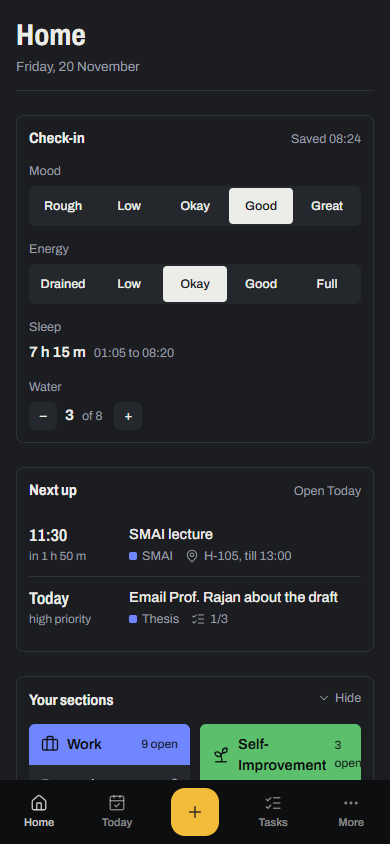 Home
Friday, 20 November
Check-in Saved 08:24
Mood
Rough Low Okay Good Great
Energy
Drained Low Okay Good Full
Sleep
7 h 15 m 01:05 to 08:20
Water
− 3 of 8 +
Next up Open Today
11:30 SMAI lecture
in 1 h 50 m SMAI H-105, till 13:00
Today Email Prof. Rajan about the draft
high priority Thesis 1/3
Your sections Hide
Work 9 open
Self-Improvement 3 open
Home Today + Tasks More